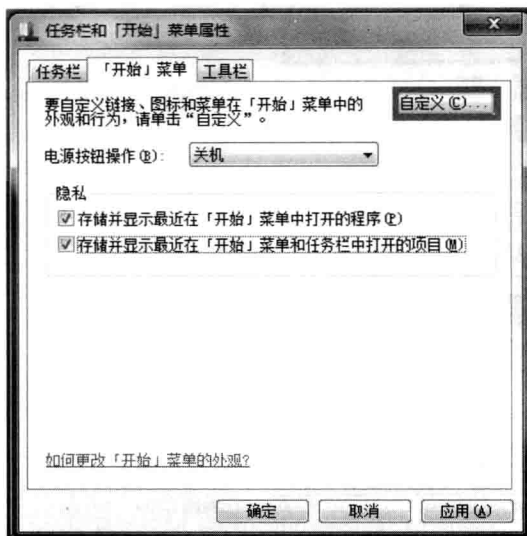 任务栏和「开始」菜单属性
任务栏 「开始」菜单 工具栏
要自定义链接、图标和菜单在「开始」菜单中的
外观和行为,请单击“自定义”。
自定义(C)...
电源按钮操作(B): 关机
隐私
存储并显示最近在「开始」菜单中打开的程序(P)
存储并显示最近在「开始」菜单和任务栏中打开的项目(M)
如何更改「开始」菜单的外观?
确定 取消 应用(A)